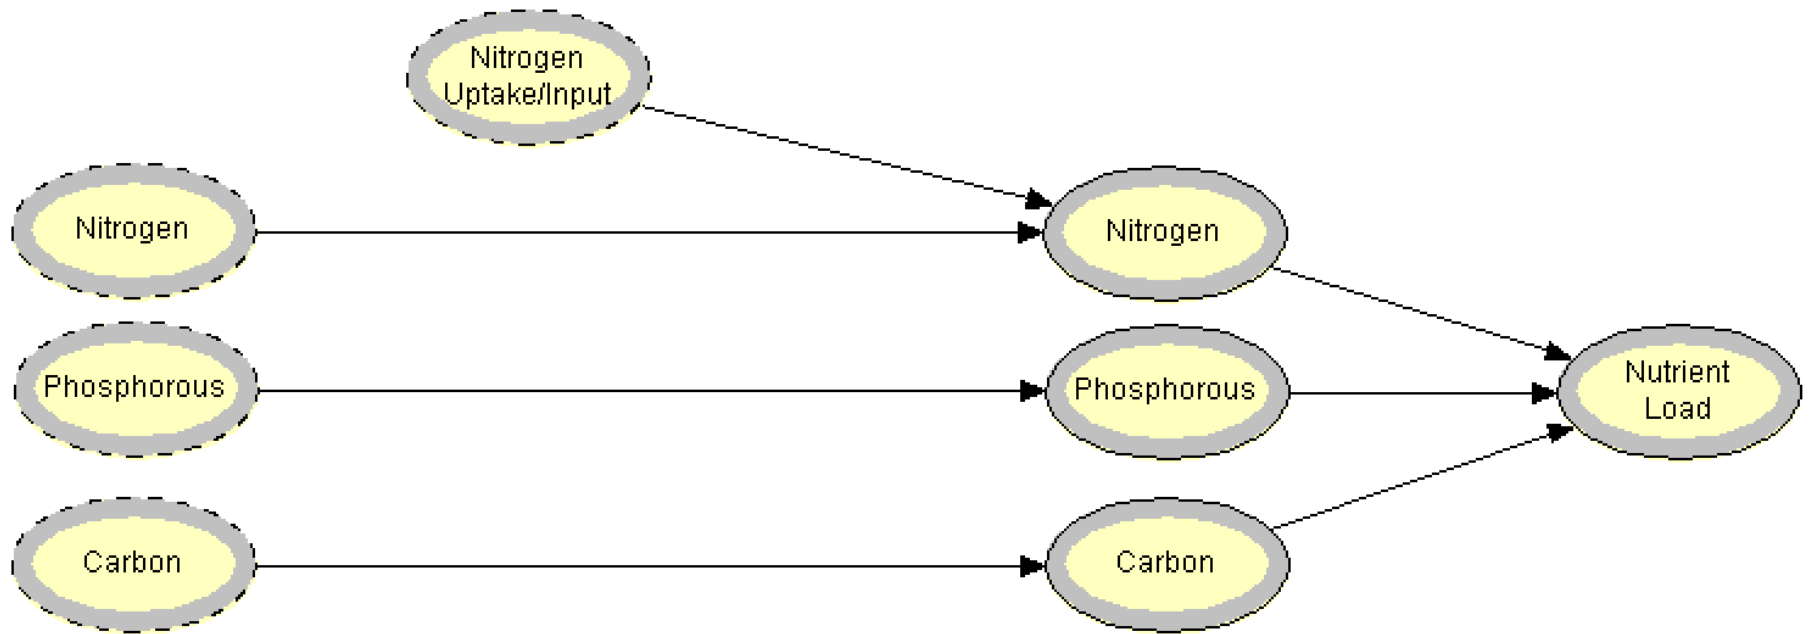 Nitrogen
Uptake/Input
Nitrogen
Nitrogen
Phosphorous
Phosphorous
Nutrient
Load
Carbon
Carbon